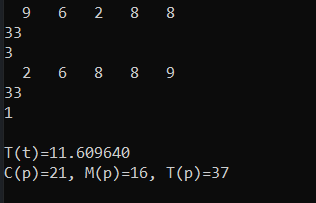 9 6 2 8 8
33
3
2 6 8 8 9
33
1
T(t)=11.609640
C(p)=21, M(p)=16, T(p)=37